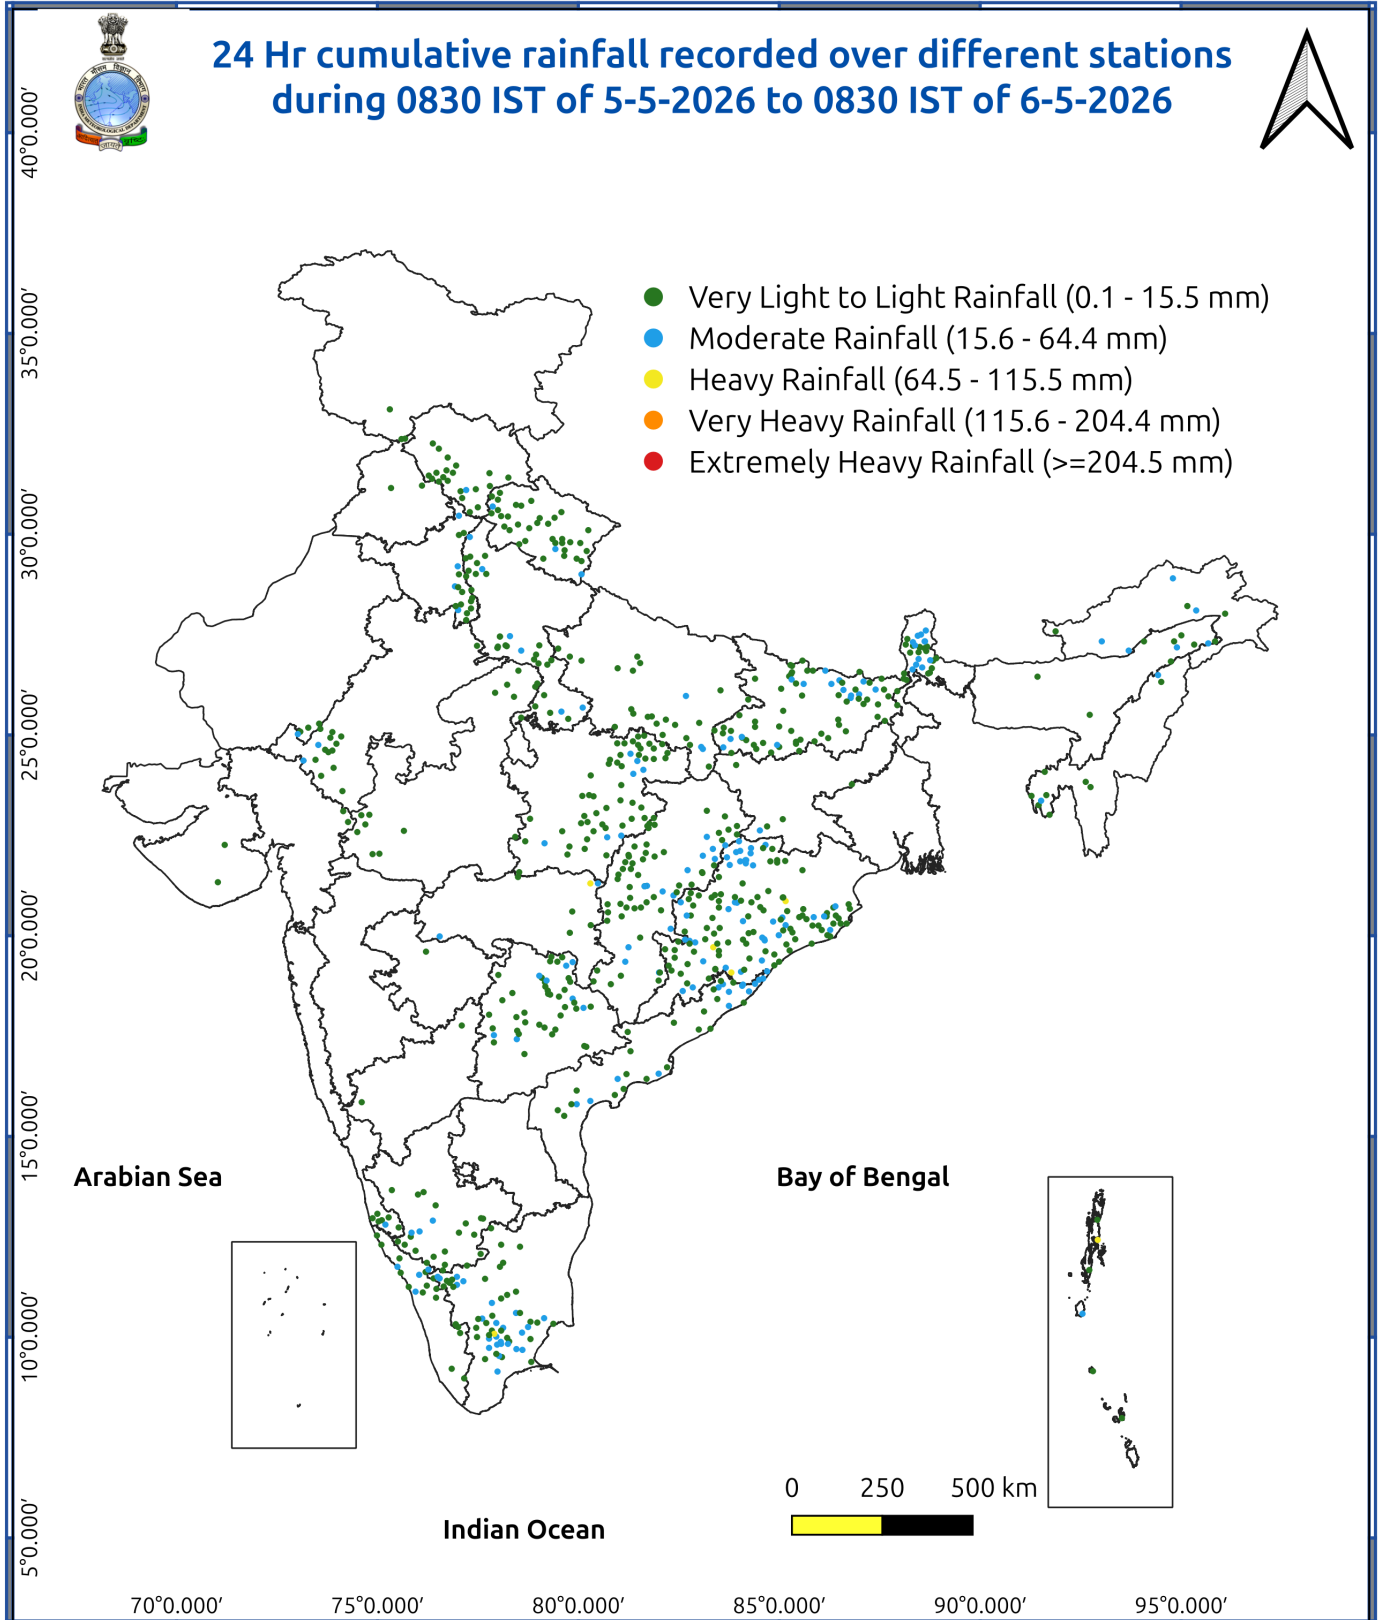 24 Hr cumulative rainfall recorded over different stations
during 0830 IST of 5-5-2026 to 0830 IST of 6-5-2026
40°0.000′
35°0.000′
30°0.000′
25°0.000′
20°0.000′
15°0.000′
10°0.000′
5°0.000′
Very Light to Light Rainfall (0.1 - 15.5 mm)
Moderate Rainfall (15.6 - 64.4 mm)
Heavy Rainfall (64.5 - 115.5 mm)
Very Heavy Rainfall (115.6 - 204.4 mm)
Extremely Heavy Rainfall (>=204.5 mm)
Arabian Sea
Bay of Bengal
Indian Ocean
0 250 500 km
70°0.000′ 75°0.000′ 80°0.000′ 85°0.000′ 90°0.000′ 95°0.000′